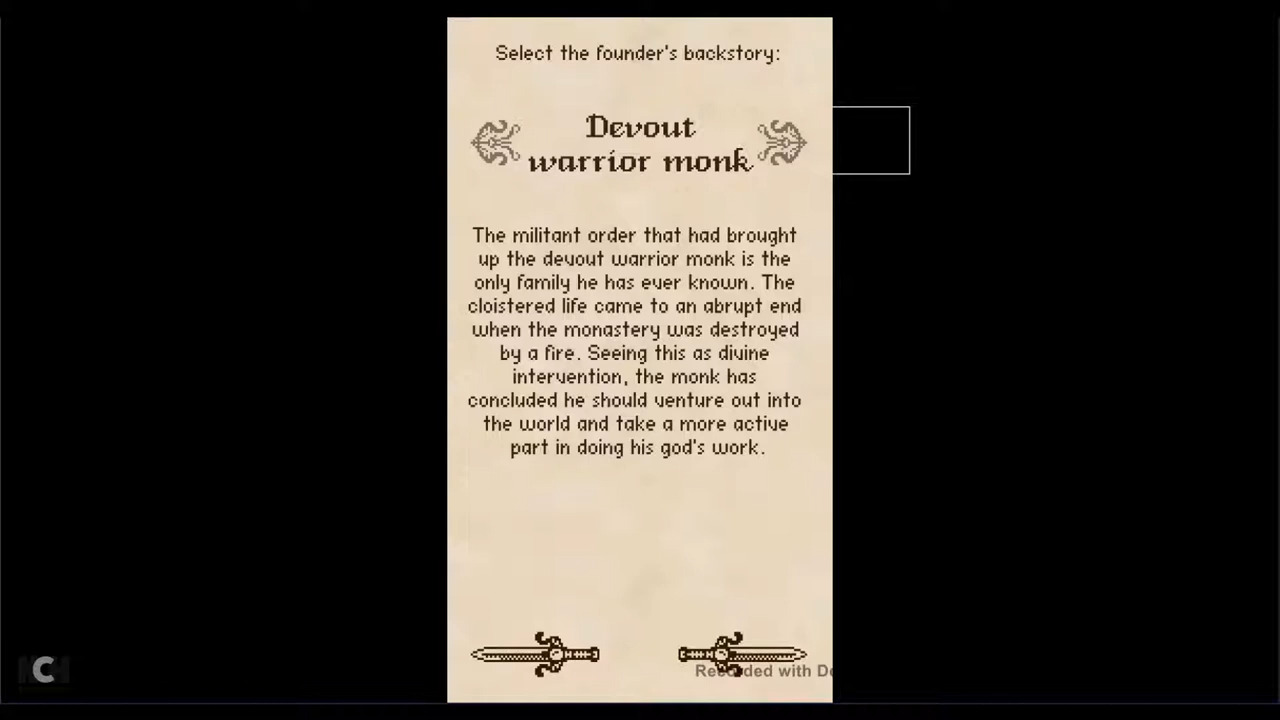 Select the founder's backstory:
Devout
warrior monk
The militant order that had brought
up the devout warrior monk is the
only family he has ever known. The
cloistered life came to an abrupt end
when the monastery was destroyed
by a fire. Seeing this as divine
intervention, the monk has
concluded he should venture out into
the world and take a more active
part in doing his god's work.
with